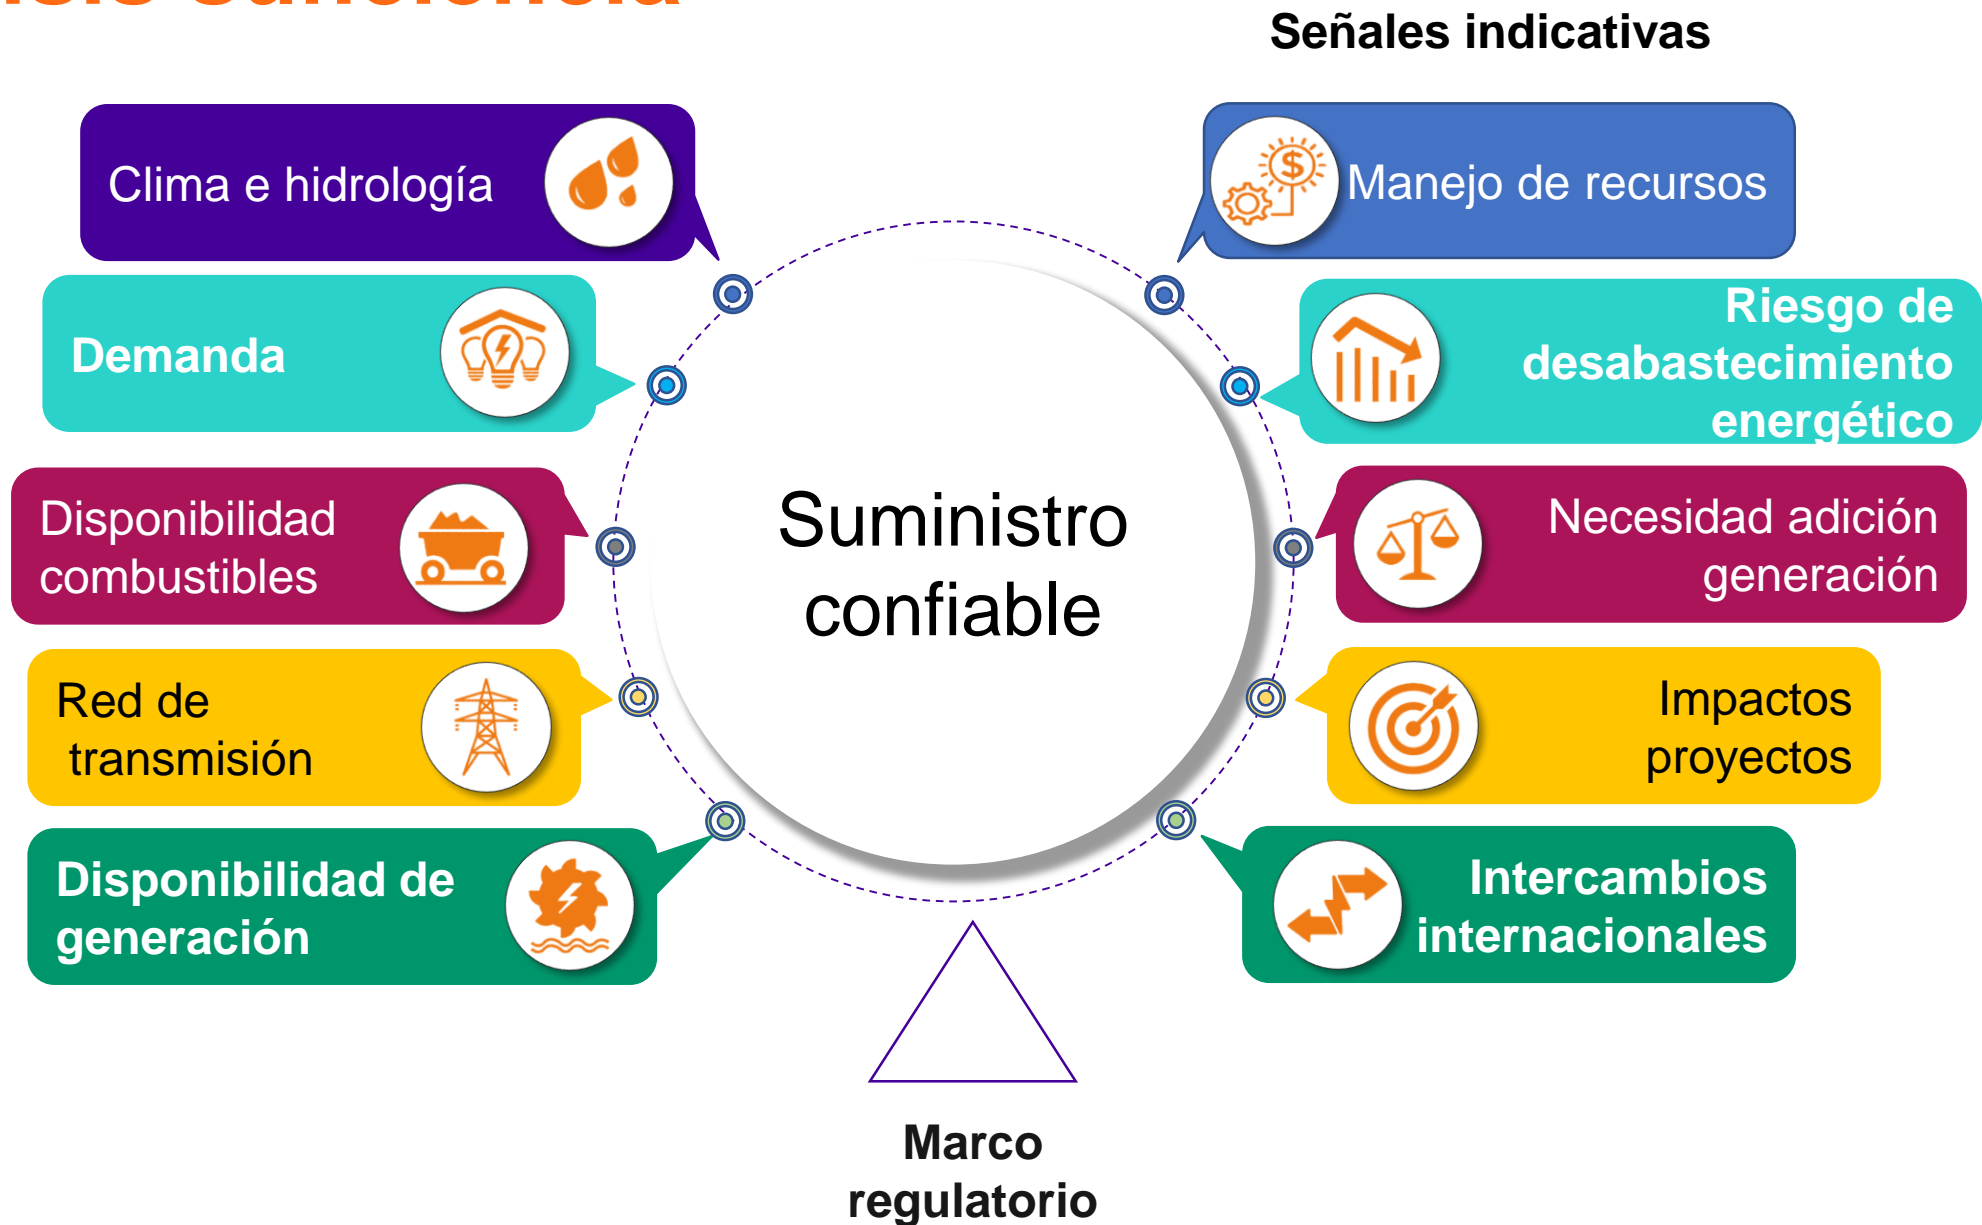 Señales indicativas
Clima e hidrología
Demanda
Disponibilidad
combustibles
Red de
transmisión
Disponibilidad de
generación
Suministro
confiable
Manejo de recursos
Riesgo de
desabastecimiento
energético
Necesidad adición
generación
Impactos
proyectos
Intercambios
internacionales
$
Marco
regulatorio